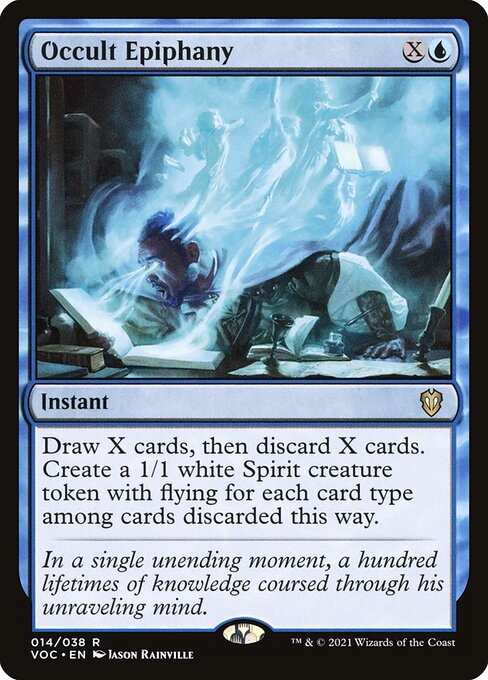 Occult Epiphany X
Instant
Draw X cards, then discard X cards.
Create a 1/1 white Spirit creature
token with flying for each card type
among cards discarded this way.
In a single unending moment, a hundred
lifetimes of knowledge coursed through his
unraveling mind.
014/038 R
VOC • EN Jason Rainville
™ & © 2021 Wizards of the Coast